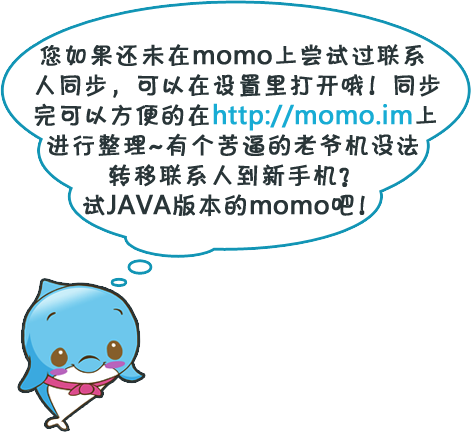 您如果还未在momo上尝试过联系
人同步，可以在设置里打开哦！同步
完可以方便的在http://momo.im上
进行整理~有个苦逼的老爷机没法
转移联系人到新手机？
试JAVA版本的momo吧！